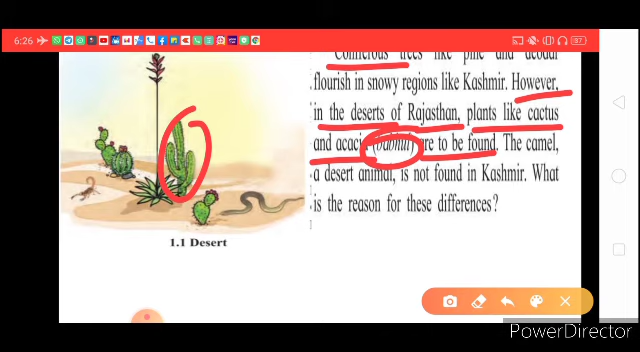 6:26
87
Coniferous trees like pine and deodar
flourish in snowy regions like Kashmir. However,
in the deserts of Rajasthan, plants like cactus
and acacia (babhul) are to be found. The camel,
a desert animal, is not found in Kashmir. What
is the reason for these differences?
1.1 Desert
PowerDirector